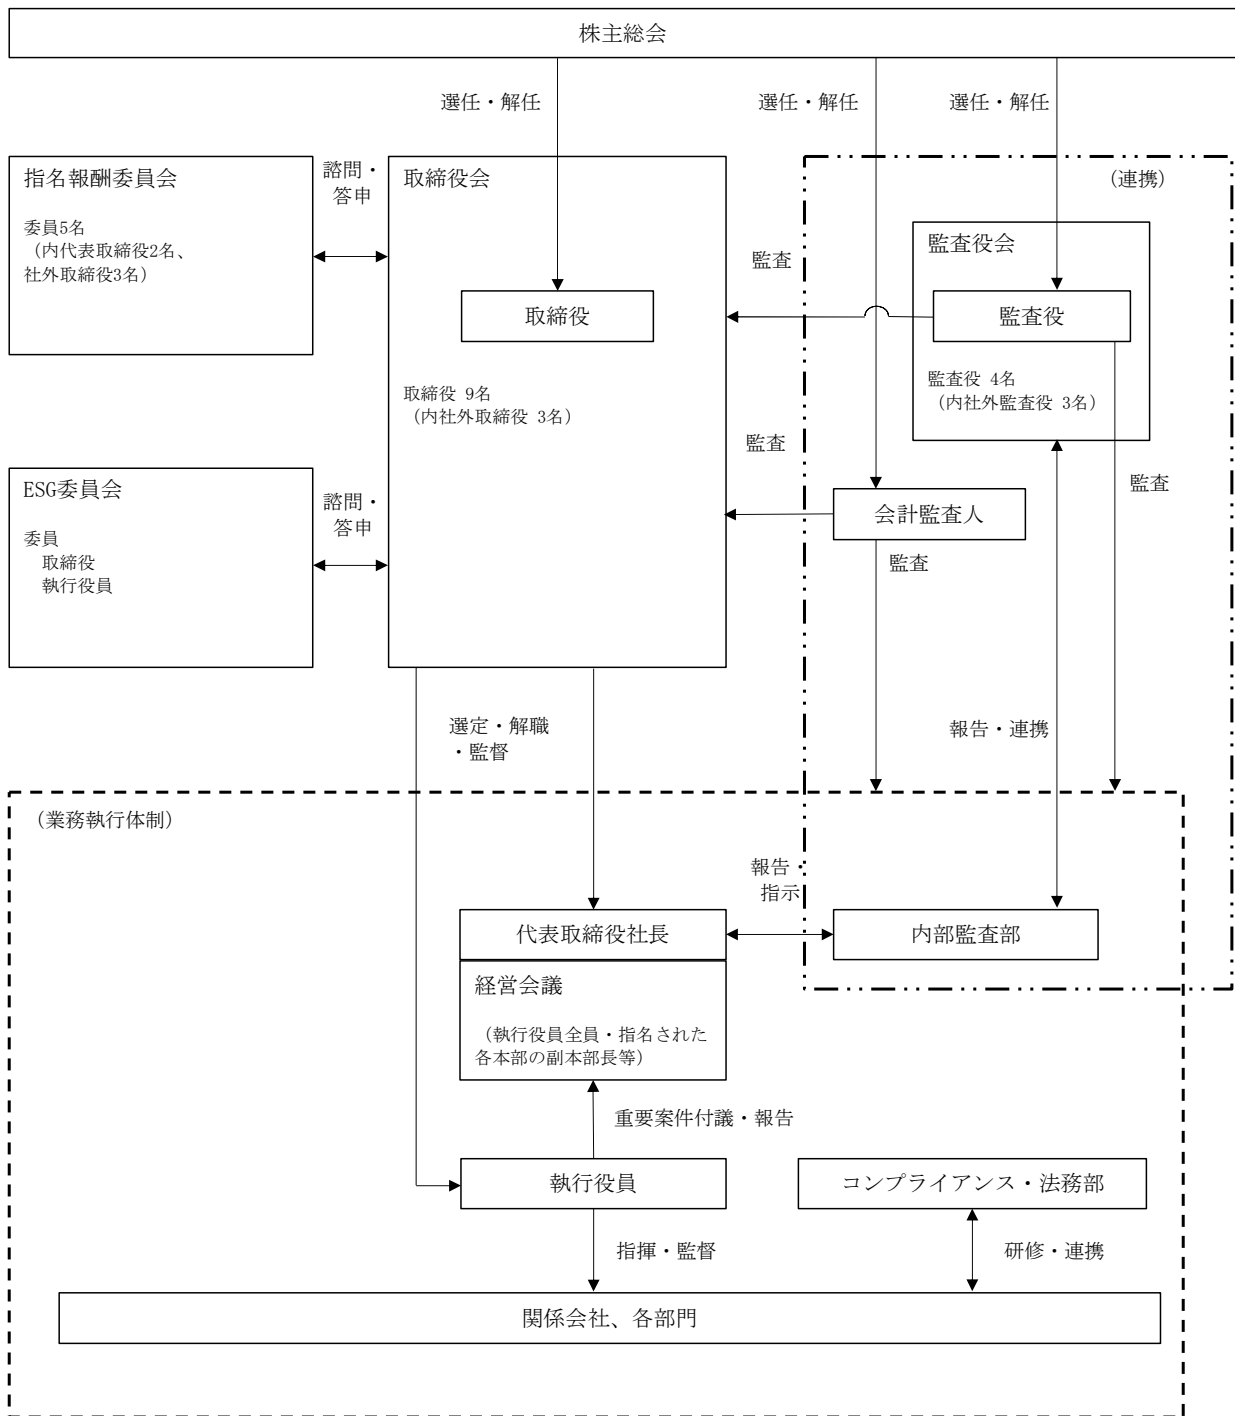 株主総会
選任・解任
選任・解任
選任・解任
指名報酬委員会
委員5名
（内代表取締役2名、
社外取締役3名）
諮問・
答申
取締役会
取締役
取締役 9名
（内社外取締役 3名）
監査
監査
（連携）
監査役会
監査役
監査役 4名
（内社外監査役 3名）
ESG委員会
委員
取締役
執行役員
諮問・
答申
会計監査人
監査
監査
選定・解職
・監督
報告・連携
（業務執行体制）
報告・
指示
代表取締役社長
内部監査部
経営会議
（執行役員全員・指名された
各本部の副本部長等）
重要案件付議・報告
執行役員
コンプライアンス・法務部
指揮・監督
研修・連携
関係会社、各部門